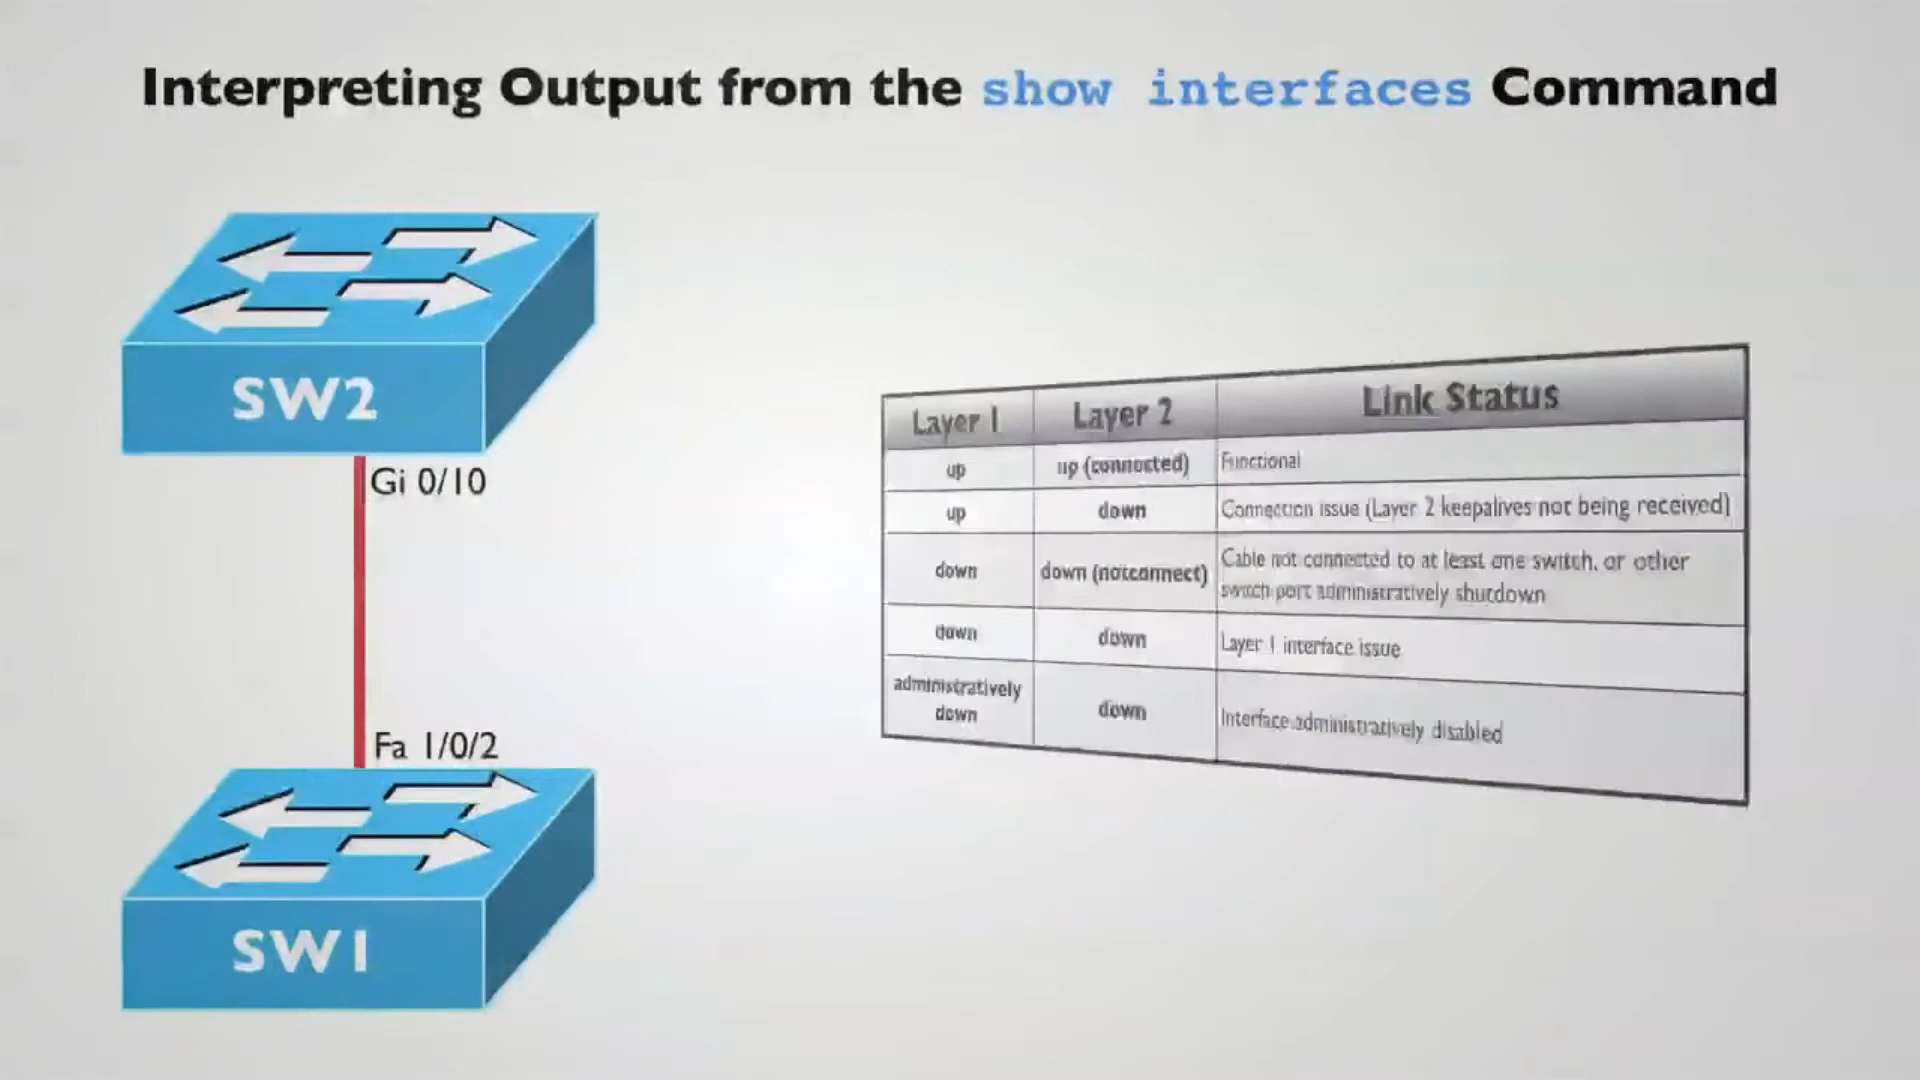 Interpreting Output from the show interfaces Command
SW2
Gi 0/10
Fa 1/0/2
SW1
Layer 1 Layer 2 Link Status
up up (connected) Functional
up down Connection issue (Layer 2 keepalives not being received)
down down (notconnect) Cable not connected to at least one switch, or other
switch port administratively shutdown
down down Layer 1 interface issue
administratively
down down Interface administratively disabled